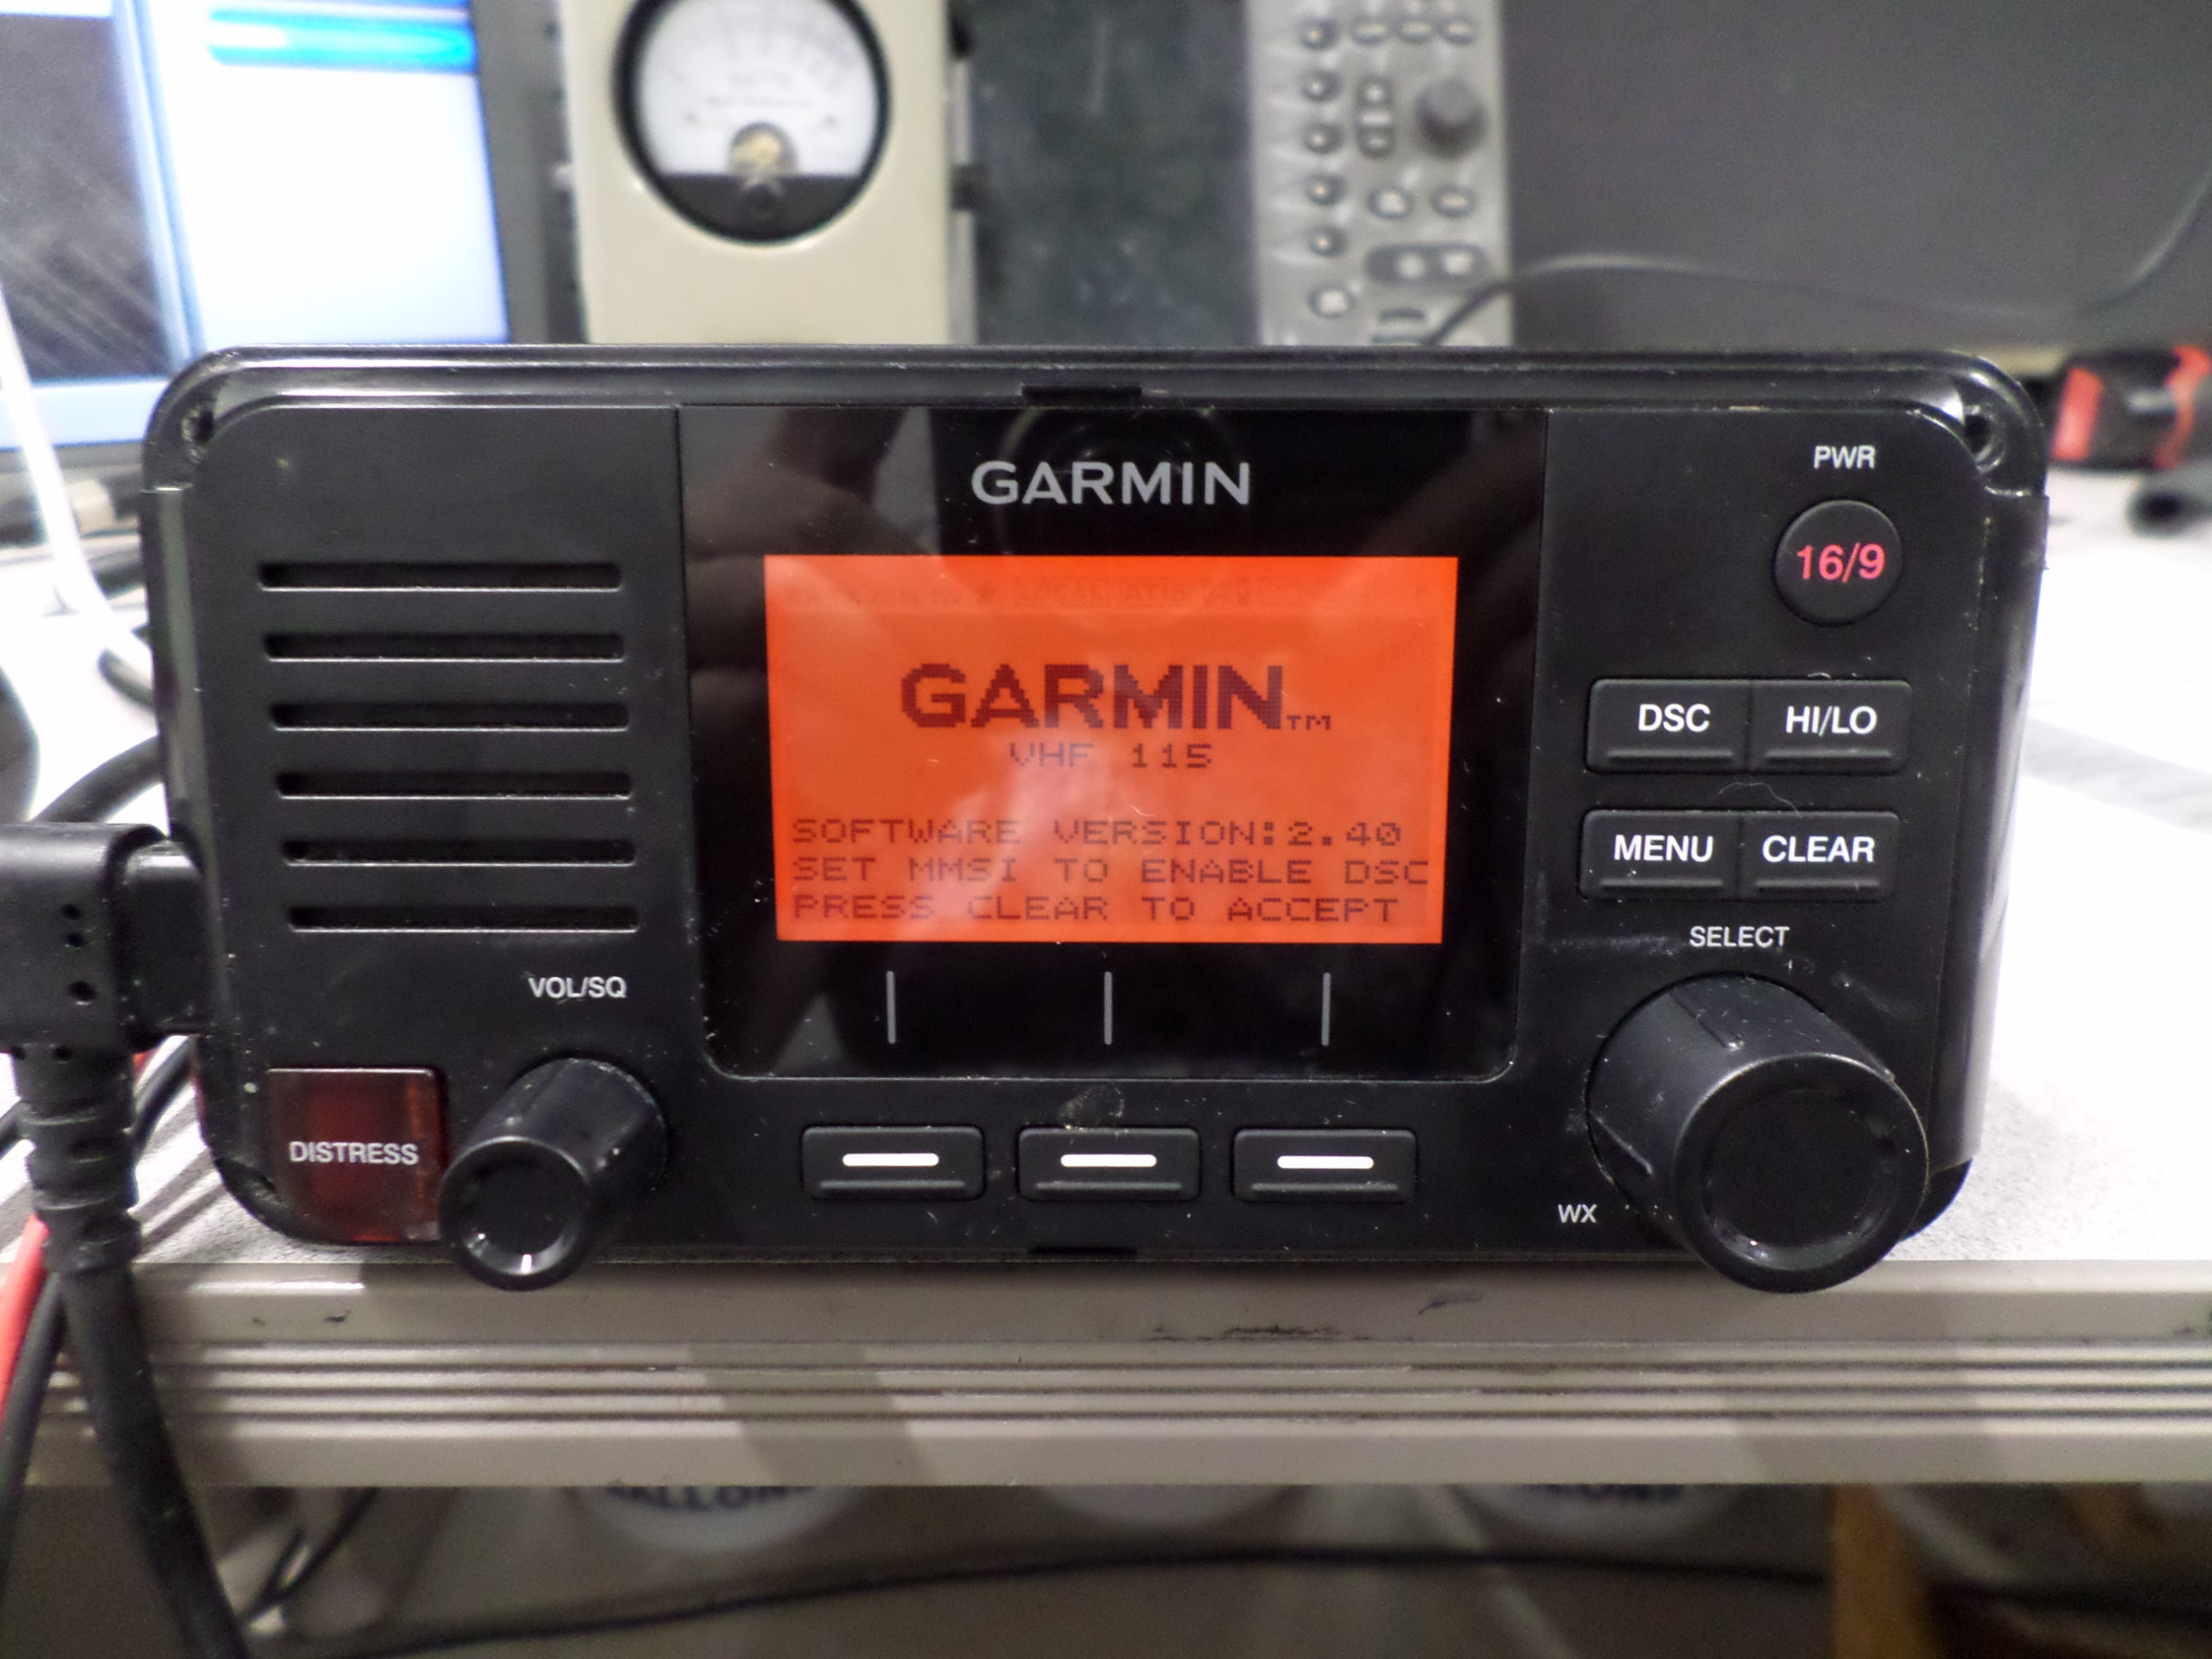 GARMIN
PWR
16/9
GARMIN™
VHF 115
DSC
HI/LO
SOFTWARE VERSION:2.40
SET MMSI TO ENABLE DSC
PRESS CLEAR TO ACCEPT
MENU
CLEAR
SELECT
VOL/SQ
DISTRESS
WX